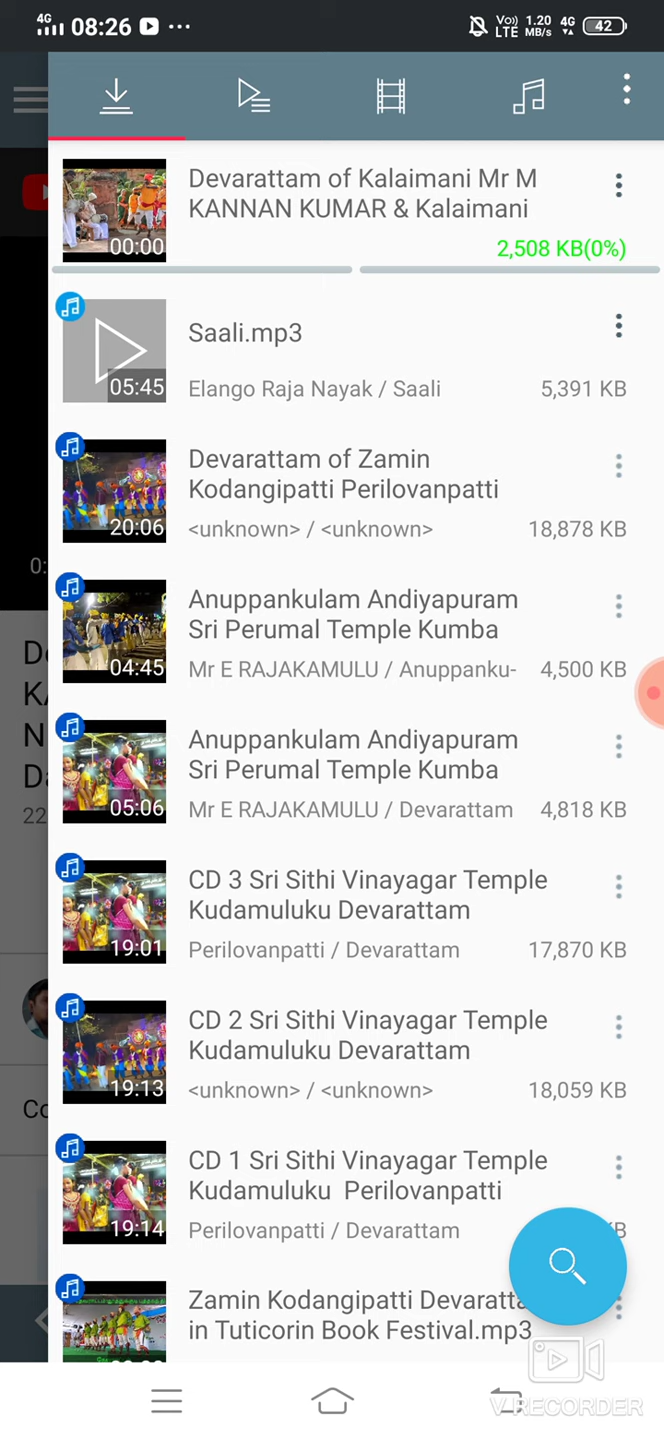 4G 08:26 Vo)) LTE 1.20 MB/s 4G 42
Devarattam of Kalaimani Mr M
KANNAN KUMAR & Kalaimani
00:00
2,508 KB(0%)
Saali.mp3
05:45
Elango Raja Nayak / Saali 5,391 KB
Devarattam of Zamin
Kodangipatti Perilovanpatti
20:06
<unknown> / <unknown> 18,878 KB
0:
Anuppankulam Andiyapuram
Sri Perumal Temple Kumba
04:45
Mr E RAJAKAMULU / Anuppanku- 4,500 KB
Anuppankulam Andiyapuram
Sri Perumal Temple Kumba
05:06
Mr E RAJAKAMULU / Devarattam 4,818 KB
De
KA
N
Da
22
CD 3 Sri Sithi Vinayagar Temple
Kudamuluku Devarattam
19:01
Perilovanpatti / Devarattam 17,870 KB
CD 2 Sri Sithi Vinayagar Temple
Kudamuluku Devarattam
19:13
<unknown> / <unknown> 18,059 KB
Co
CD 1 Sri Sithi Vinayagar Temple
Kudamuluku Perilovanpatti
19:14
Perilovanpatti / Devarattam B
Zamin Kodangipatti Devaratta
in Tuticorin Book Festival.mp3
V RECORDER